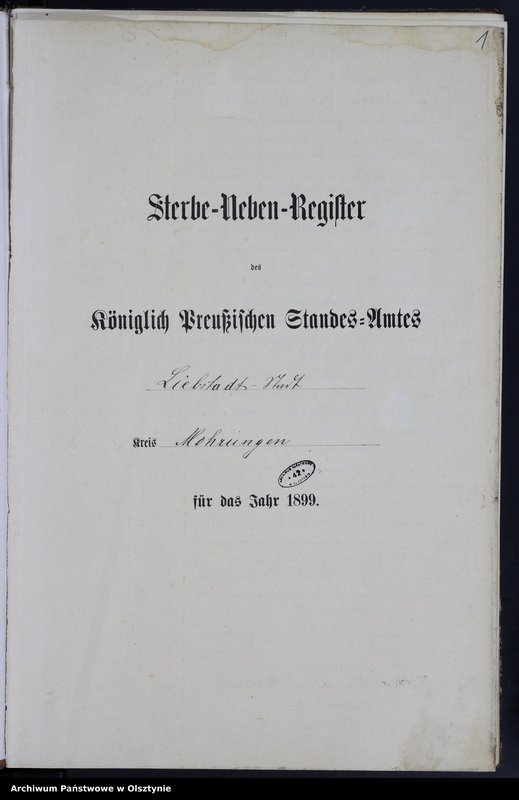 1
Sterbe-Neben-Register
des
Königlich Preußischen Standes-Amtes
Liebstadt-Stadt
Kreis Mohrungen
* 42 *
für das Jahr 1899.
Archiwum Państwowe w Olsztynie